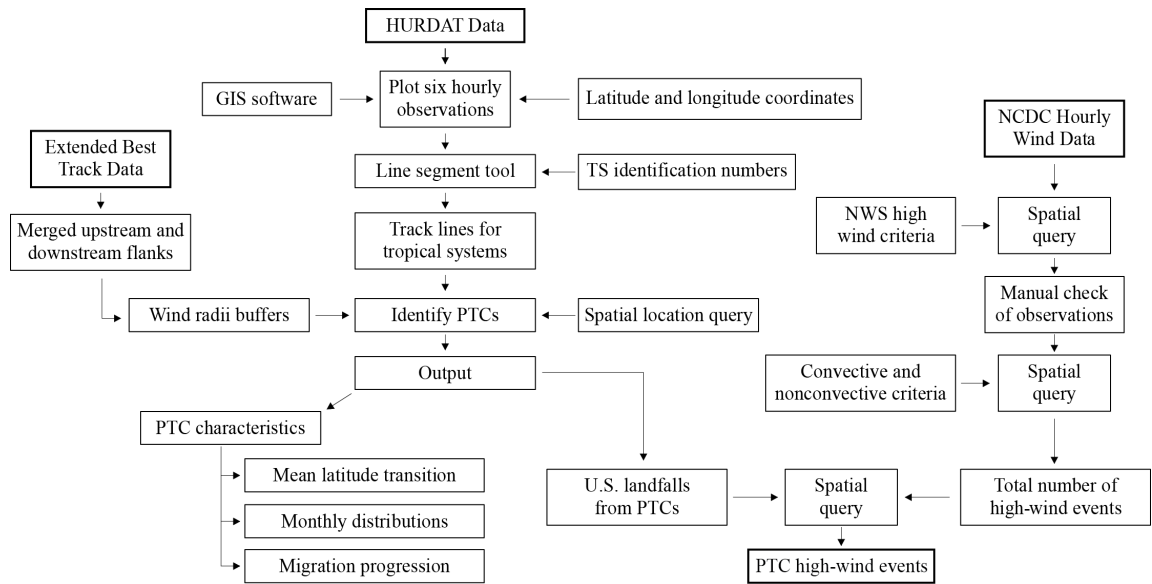 HURDAT Data
GIS software
Plot six hourly
observations
Latitude and longitude coordinates
NCDC Hourly
Wind Data
Extended Best
Track Data
Line segment tool
TS identification numbers
Merged upstream and
downstream flanks
Track lines for
tropical systems
NWS high
wind criteria
Spatial
query
Manual check
of observations
Wind radii buffers
Identify PTCs
Spatial location query
Output
Convective and
nonconvective criteria
Spatial
query
PTC characteristics
Mean latitude transition
Monthly distributions
Migration progression
U.S. landfalls
from PTCs
Spatial
query
Total number of
high-wind events
PTC high-wind events